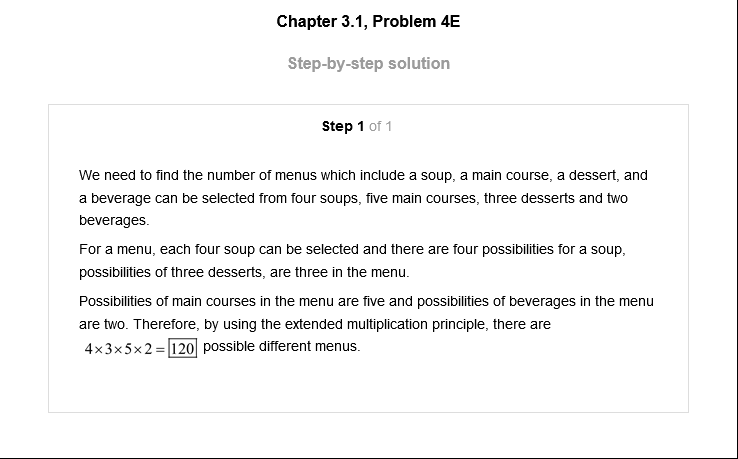 Chapter 3.1, Problem 4E
Step-by-step solution
Step 1 of 1
We need to find the number of menus which include a soup, a main course, a dessert, and
a beverage can be selected from four soups, five main courses, three desserts and two
beverages.
For a menu, each four soup can be selected and there are four possibilities for a soup,
possibilities of three desserts, are three in the menu.
Possibilities of main courses in the menu are five and possibilities of beverages in the menu
are two. Therefore, by using the extended multiplication principle, there are
4×3×5×2=120 possible different menus.